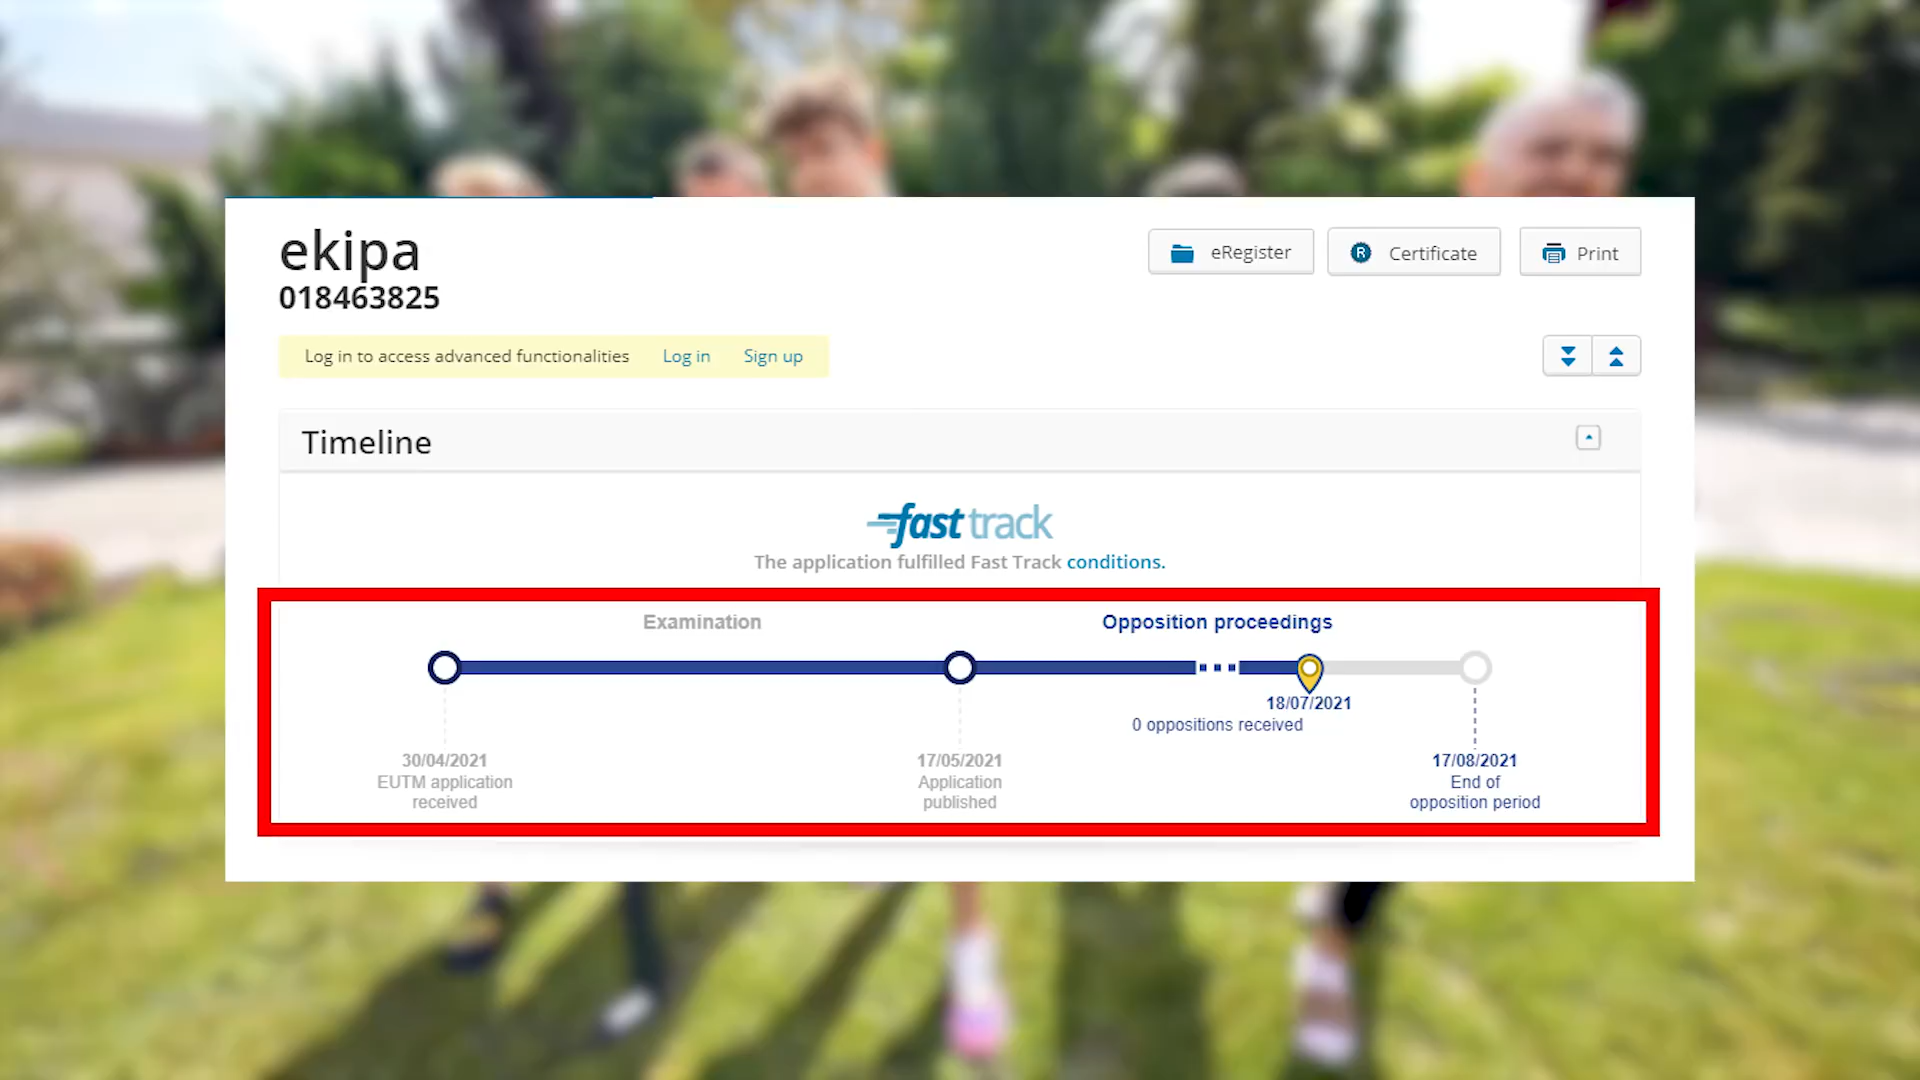 ekipa
018463825
eRegister
Certificate
Print
Log in to access advanced functionalities Log in Sign up
Timeline
fast track
The application fulfilled Fast Track conditions.
Examination
Opposition proceedings
18/07/2021
0 oppositions received
30/04/2021
EUTM application
received
17/05/2021
Application
published
17/08/2021
End of
opposition period